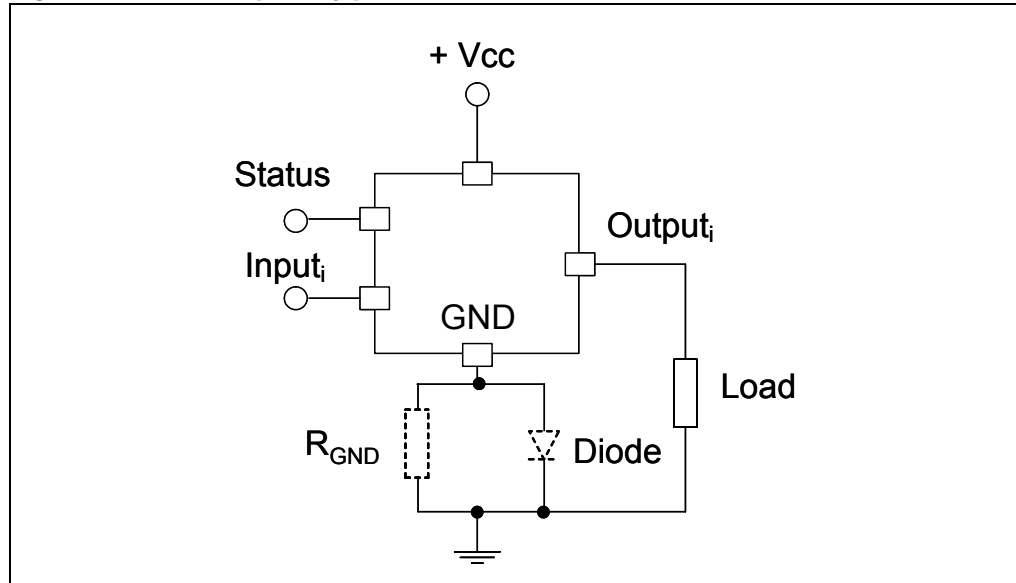 + Vcc
Status
Outputᵢ
Inputᵢ
GND
Load
R_GND
Diode